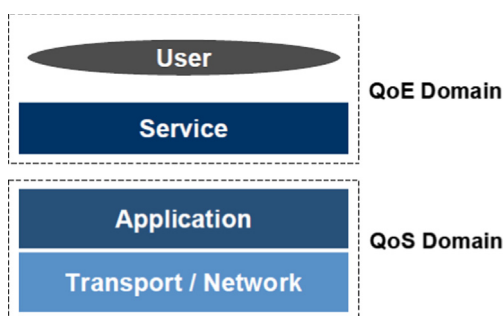 User
QoE Domain
Service
Application
QoS Domain
Transport / Network